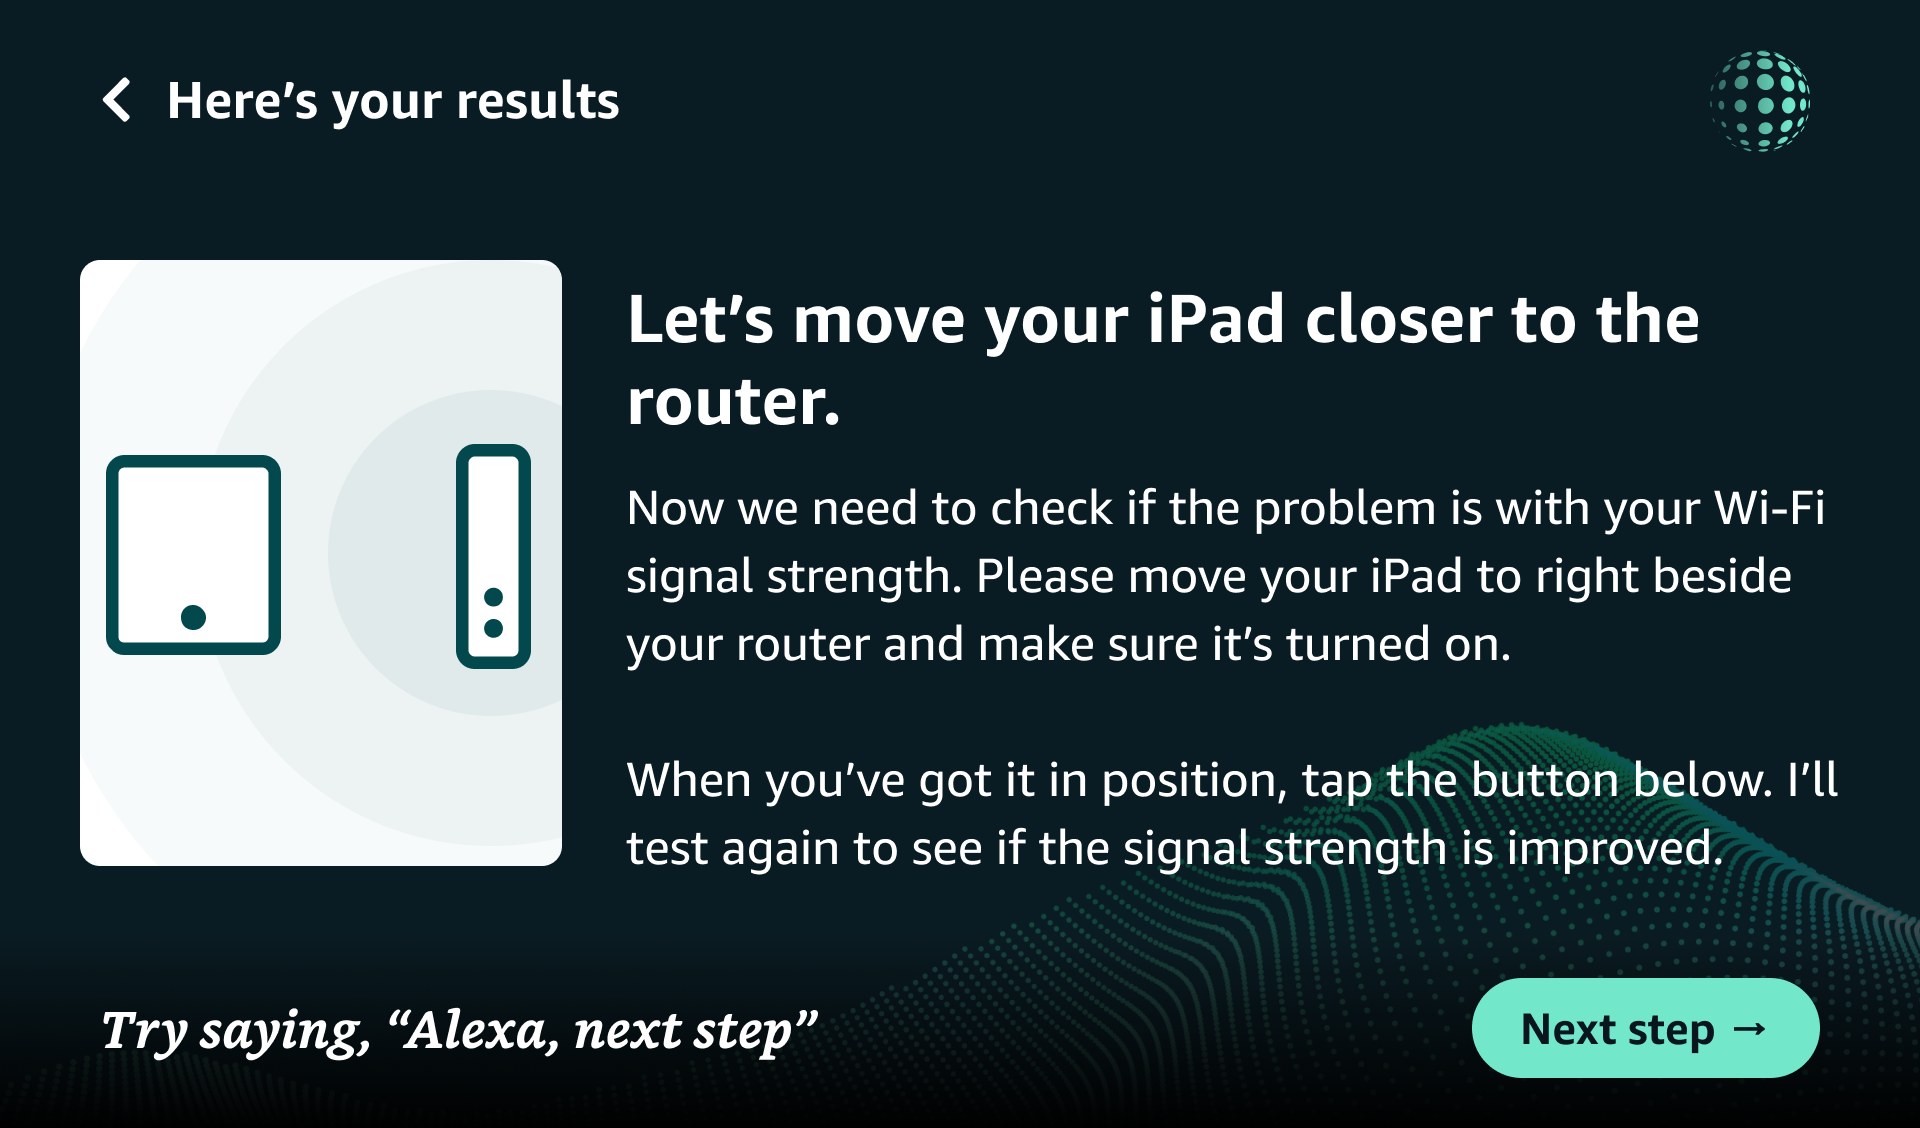 Here’s your results
Let’s move your iPad closer to the
router.
Now we need to check if the problem is with your Wi-Fi
signal strength. Please move your iPad to right beside
your router and make sure it’s turned on.
When you’ve got it in position, tap the button below. I’ll
test again to see if the signal strength is improved.
Try saying, “Alexa, next step”
Next step →